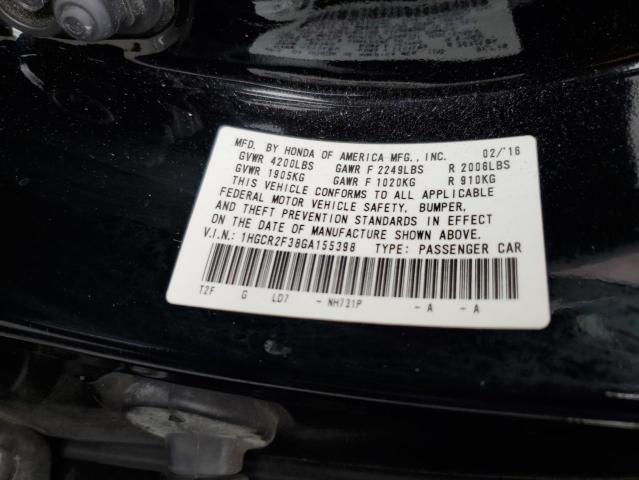 MFD. BY HONDA OF AMERICA MFG., INC. 02/'16
GVWR 4200LBS GAWR F 2249LBS R 2006LBS
GVWR 1905KG GAWR F 1020KG R 910KG
THIS VEHICLE CONFORMS TO ALL APPLICABLE
FEDERAL MOTOR VEHICLE SAFETY, BUMPER,
AND THEFT PREVENTION STANDARDS IN EFFECT
ON THE DATE OF MANUFACTURE SHOWN ABOVE.
V.I.N.: 1HGCR2F38GA155398 TYPE: PASSENGER CAR
T2F G LD7 - NH731P - A - A